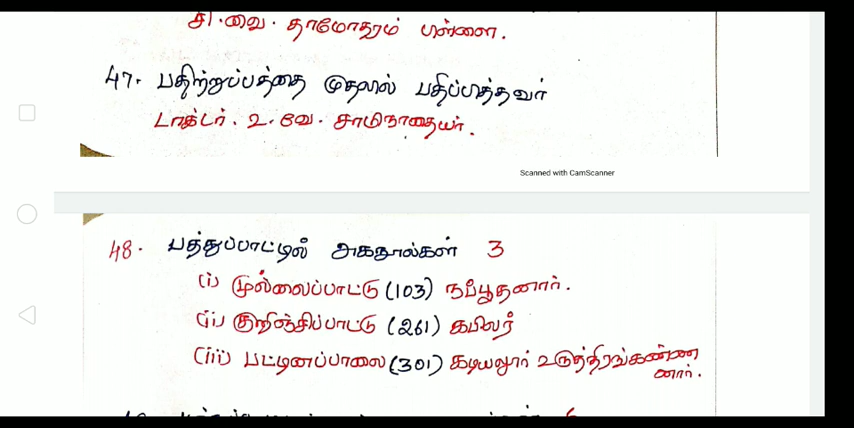 சி.வை. தாமோதரம் பிள்ளை.
47. பதிற்றுப்பத்தை முதலில் பதிப்பித்தவர்
டாக்டர். உ.வே. சாமிநாதையர்.
Scanned with CamScanner
48. பத்துப்பாட்டில் அகநூல்கள் 3
(i) முல்லைப்பாட்டு (103) நப்பூதனார்.
(ii) குறிஞ்சிப்பாட்டு (261) கபிலர்
(iii) பட்டினப்பாலை (301) கடியலூர் உருத்திரங்கண்ண
னார்.